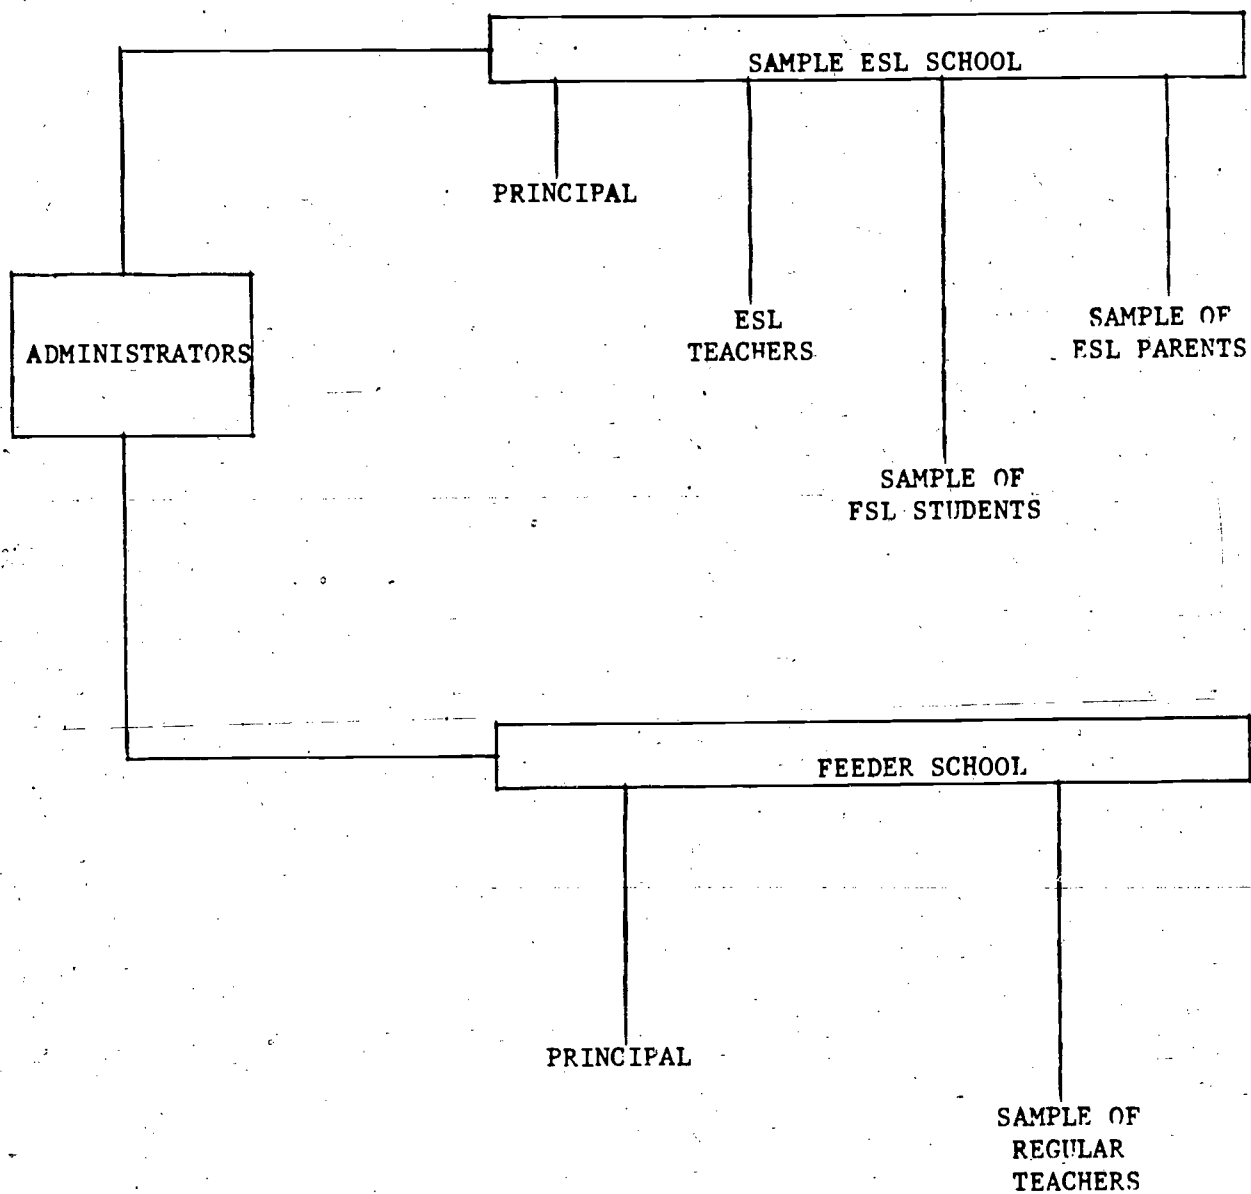 SAMPLE ESL SCHOOL
PRINCIPAL
ESL
TEACHERS
SAMPLE OF
ESL PARENTS
ADMINISTRATORS
SAMPLE OF
FSL STUDENTS
FEEDER SCHOOL
PRINCIPAL
SAMPLE OF
REGULAR
TEACHERS